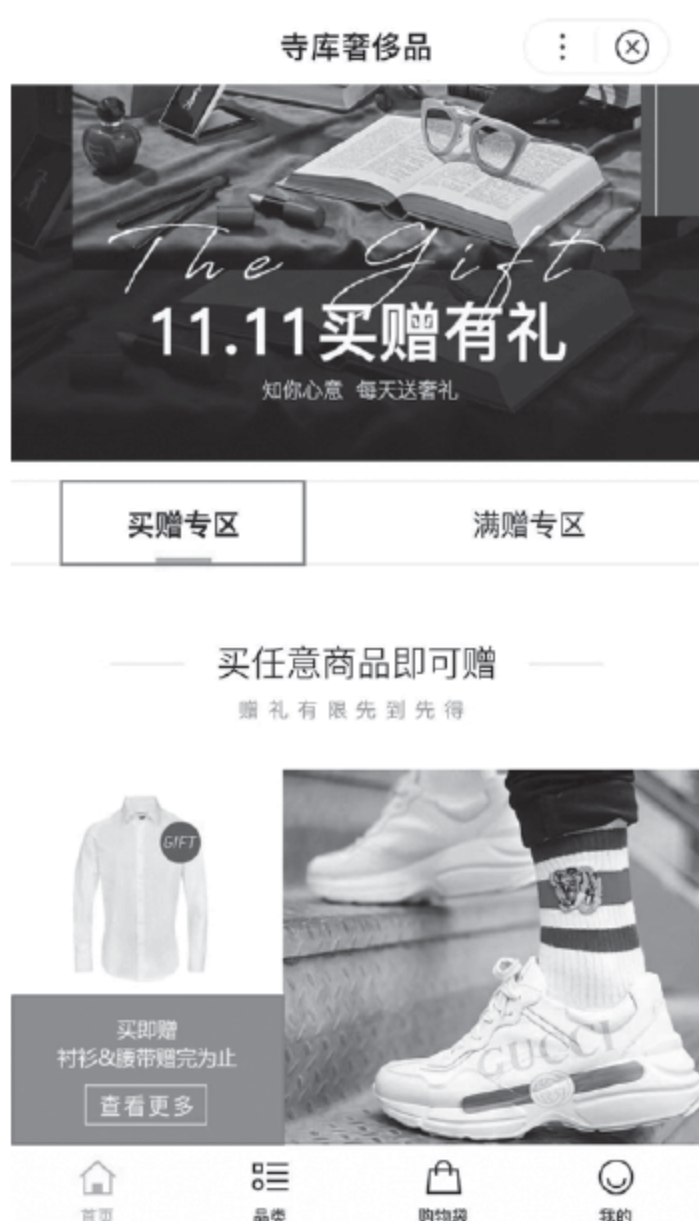 寺库奢侈品
The Gift
11.11买赠有礼
知你心意 每天送奢礼
买赠专区
满赠专区
买任意商品即可赠
赠礼有限先到先得
GIFT
买即赠
衬衫&腰带赠完为止
查看更多
GUCCI
首页
品类
购物袋
我的